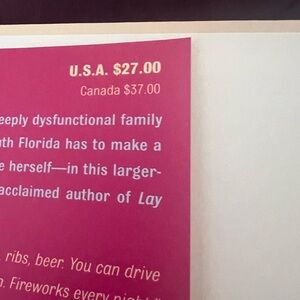 U.S.A. $27.00
Canada $37.00
eeply dysfunctional family
uth Florida has to make a
e herself—in this larger-
acclaimed author of Lay
, ribs, beer. You can drive
n. Fireworks every night."